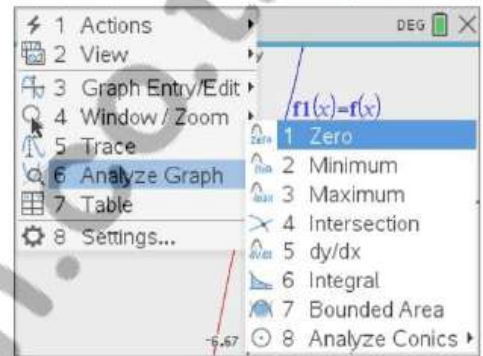 1 Actions
2 View
3 Graph Entry/Edit
4 Window / Zoom
5 Trace
6 Analyze Graph
7 Table
8 Settings...
DEG
y
f1(x)=f(x)
1 Zero
2 Minimum
3 Maximum
4 Intersection
5 dy/dx
6 Integral
7 Bounded Area
8 Analyze Conics
-6.67